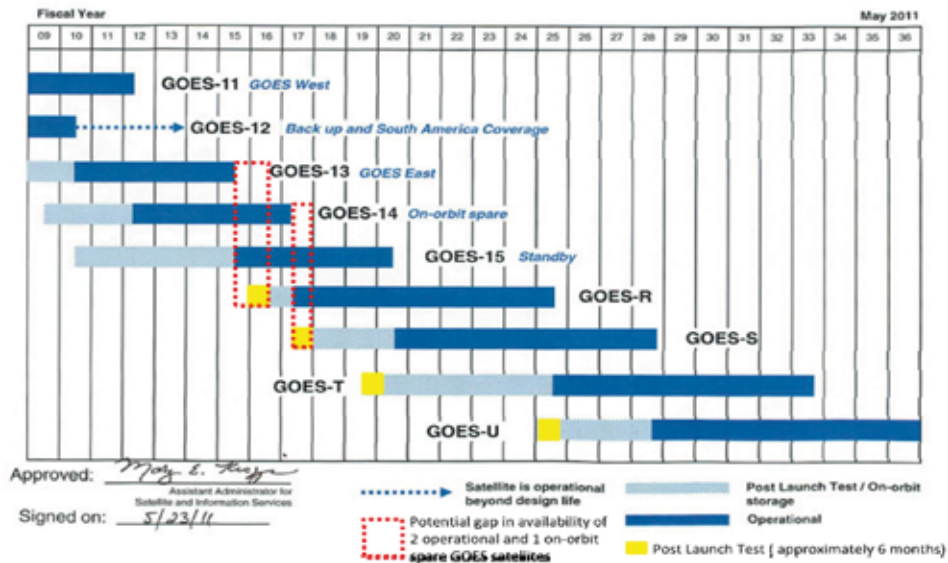 Fiscal Year May 2011
09 10 11 12 13 14 15 16 17 18 19 20 21 22 23 24 25 26 27 28 29 30 31 32 33 34 35 36
GOES-11 GOES West
GOES-12 Back up and South America Coverage
GOES-13 GOES East
GOES-14 On-orbit spare
GOES-15 Standby
GOES-R
GOES-S
GOES-T
GOES-U
Approved:
Assistant Administrator for
Satellite and Information Services
Signed on: 5/23/11
Satellite is operational
beyond design life
Potential gap in availability of
2 operational and 1 on-orbit
spare GOES satellites
Post Launch Test / On-orbit
storage
Operational
Post Launch Test ( approximately 6 months)